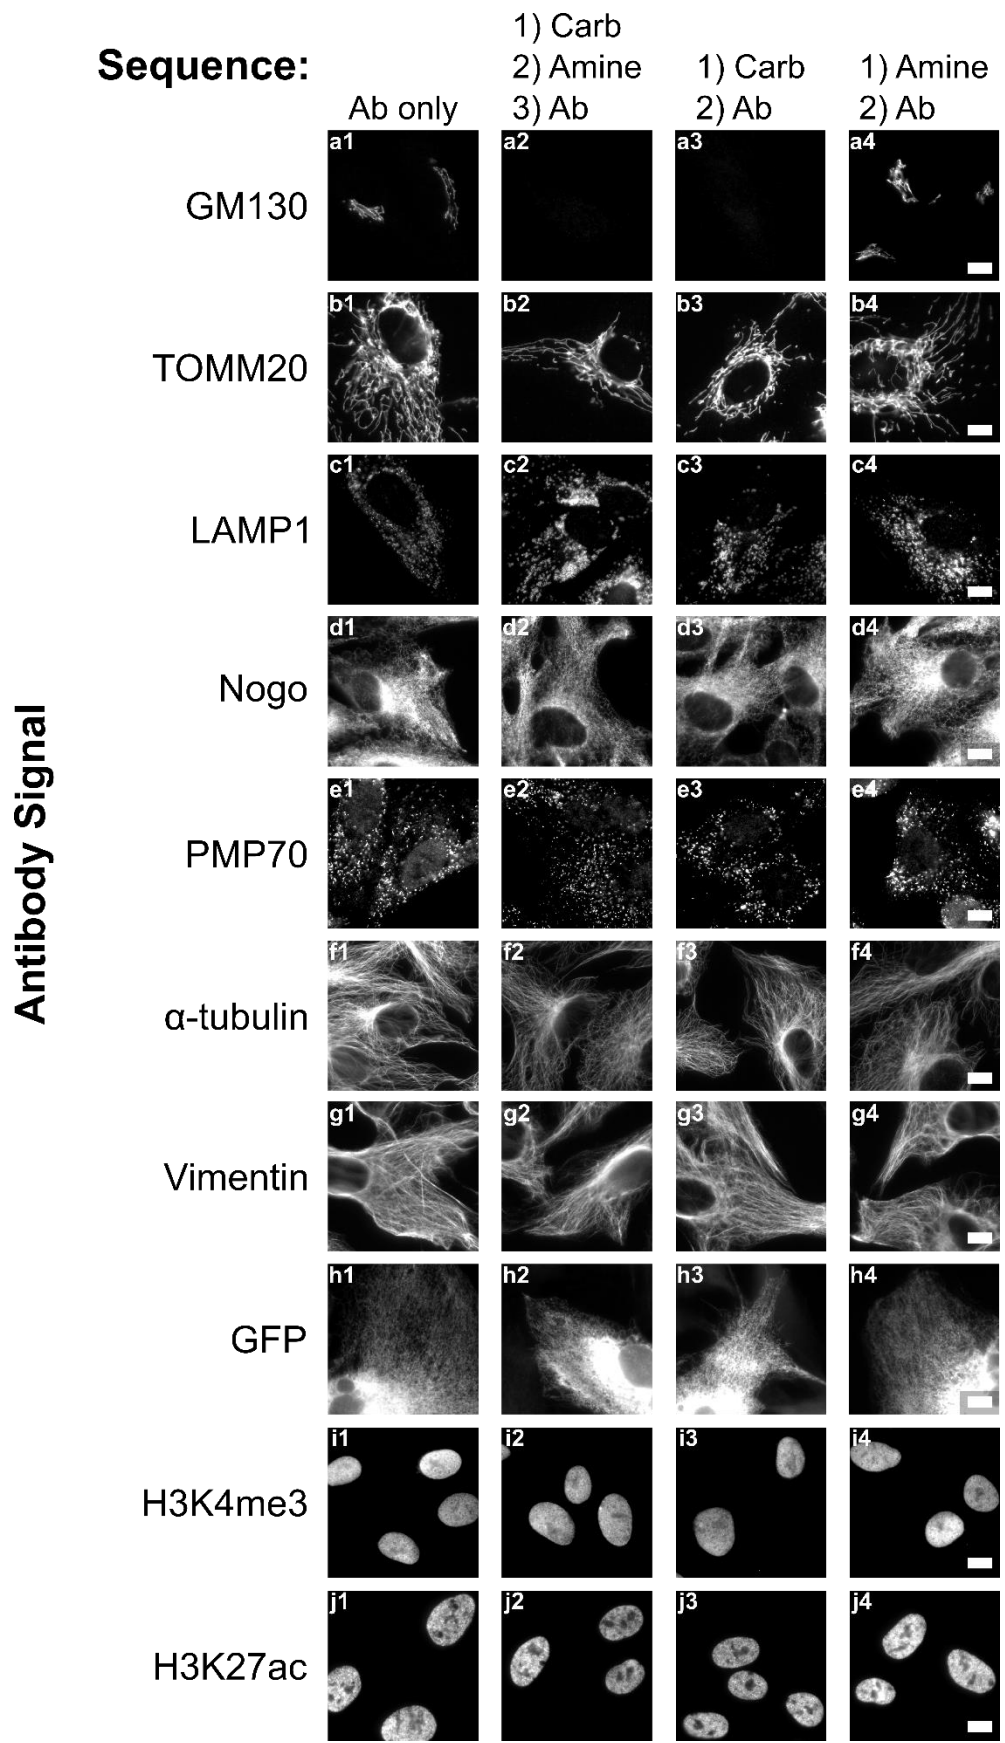 1) Carb
Sequence: 2) Amine 1) Carb 1) Amine
Ab only 3) Ab 2) Ab 2) Ab
a1 a2 a3 a4
GM130
b1 b2 b3 b4
TOMM20
c1 c2 c3 c4
LAMP1
d1 d2 d3 d4
Nogo
Antibody Signal
e1 e2 e3 e4
PMP70
f1 f2 f3 f4
α-tubulin
g1 g2 g3 g4
Vimentin
h1 h2 h3 h4
GFP
i1 i2 i3 i4
H3K4me3
j1 j2 j3 j4
H3K27ac